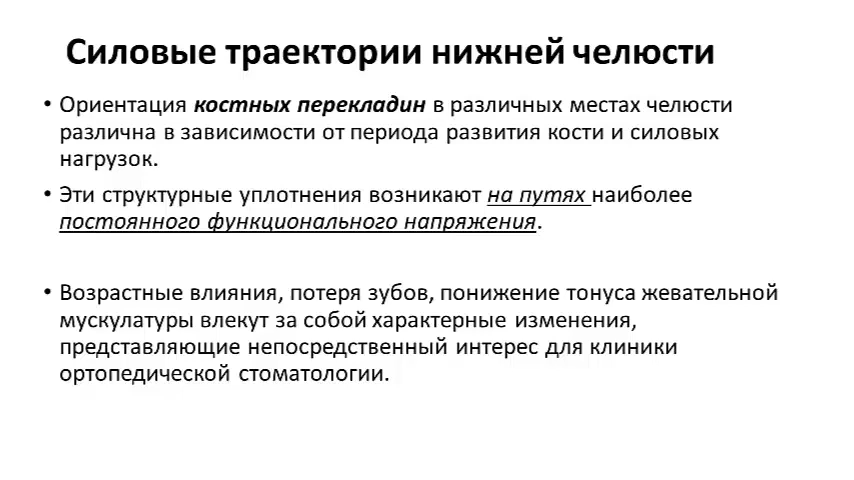 Силовые траектории нижней челюсти
• Ориентация костных перекладин в различных местах челюсти
различна в зависимости от периода развития кости и силовых
нагрузок.
• Эти структурные уплотнения возникают на путях наиболее
постоянного функционального напряжения.
• Возрастные влияния, потеря зубов, понижение тонуса жевательной
мускулатуры влекут за собой характерные изменения,
представляющие непосредственный интерес для клиники
ортопедической стоматологии.